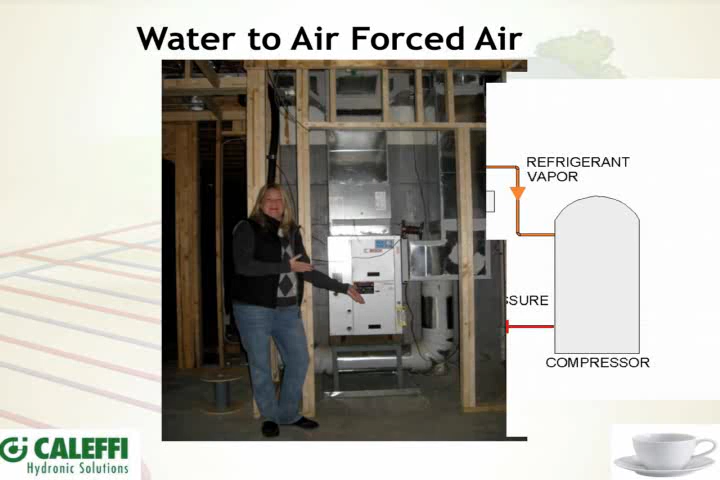 Water to Air Forced Air
REFRIGERANT
VAPOR
SSURE
COMPRESSOR
CALEFFI
Hydronic Solutions